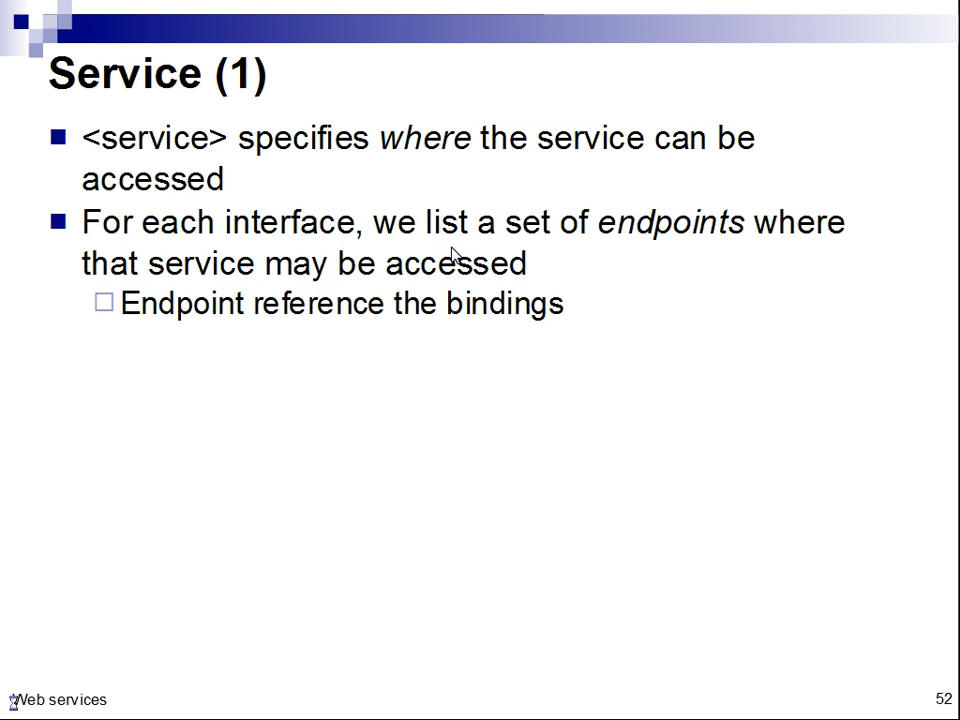 Service (1)
<service> specifies where the service can be
accessed
For each interface, we list a set of endpoints where
that service may be accessed
Endpoint reference the bindings
Web services
52